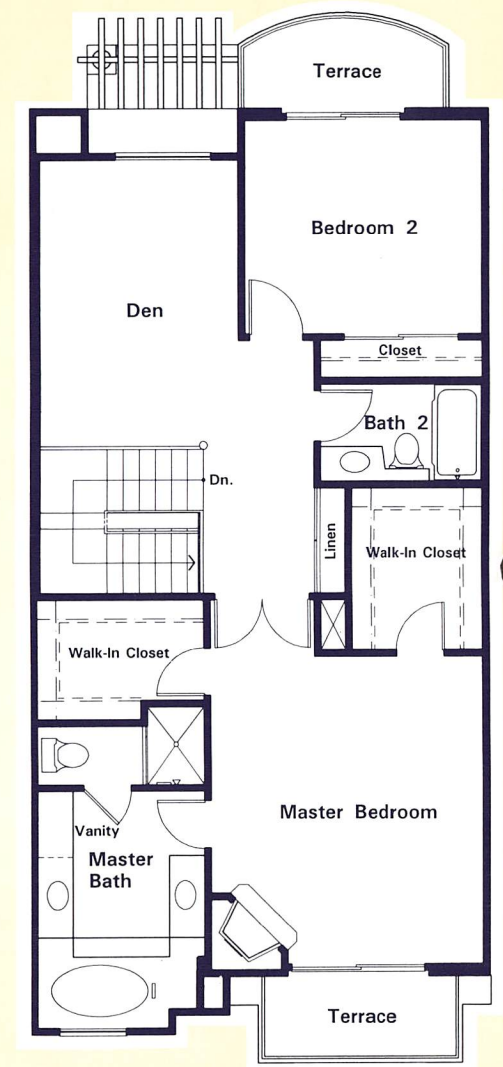 Terrace
Bedroom 2
Den
Closet
Bath 2
Dn.
Linen
Walk-In Closet
Walk-In Closet
Master Bedroom
Vanity
Master
Bath
Terrace